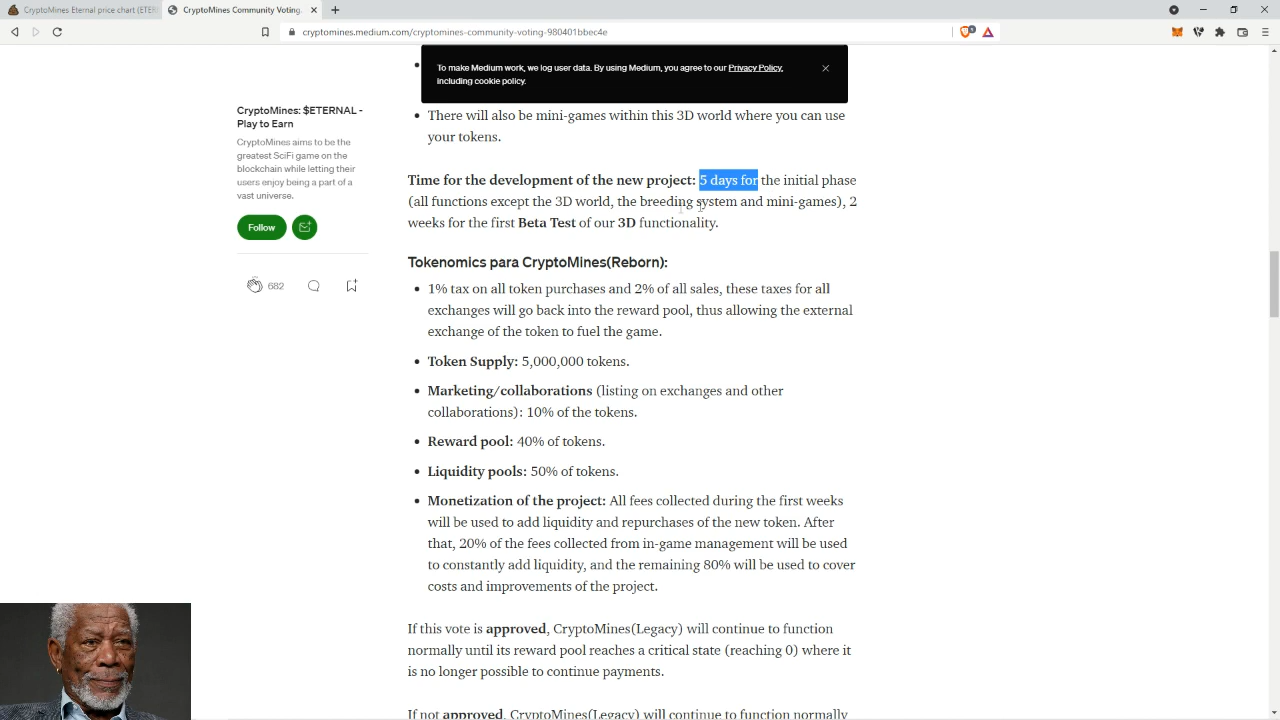 CryptoMines Eternal price chart (ETER
CryptoMines Community Voting.
cryptomines.medium.com/cryptomines-community-voting-980401bbec4e
To make Medium work, we log user data. By using Medium, you agree to our Privacy Policy,
including cookie policy.
CryptoMines: $ETERNAL -
Play to Earn
CryptoMines aims to be the
greatest SciFi game on the
blockchain while letting their
users enjoy being a part of a
vast universe.
Follow
682
There will also be mini-games within this 3D world where you can use
your tokens.
Time for the development of the new project: 5 days for the initial phase
(all functions except the 3D world, the breeding system and mini-games), 2
weeks for the first Beta Test of our 3D functionality.
Tokenomics para CryptoMines(Reborn):
1% tax on all token purchases and 2% of all sales, these taxes for all
exchanges will go back into the reward pool, thus allowing the external
exchange of the token to fuel the game.
Token Supply: 5,000,000 tokens.
Marketing/collaborations (listing on exchanges and other
collaborations): 10% of the tokens.
Reward pool: 40% of tokens.
Liquidity pools: 50% of tokens.
Monetization of the project: All fees collected during the first weeks
will be used to add liquidity and repurchases of the new token. After
that, 20% of the fees collected from in-game management will be used
to constantly add liquidity, and the remaining 80% will be used to cover
costs and improvements of the project.
If this vote is approved, CryptoMines(Legacy) will continue to function
normally until its reward pool reaches a critical state (reaching 0) where it
is no longer possible to continue payments.
If not approved, CryptoMines(Legacy) will continue to function normally